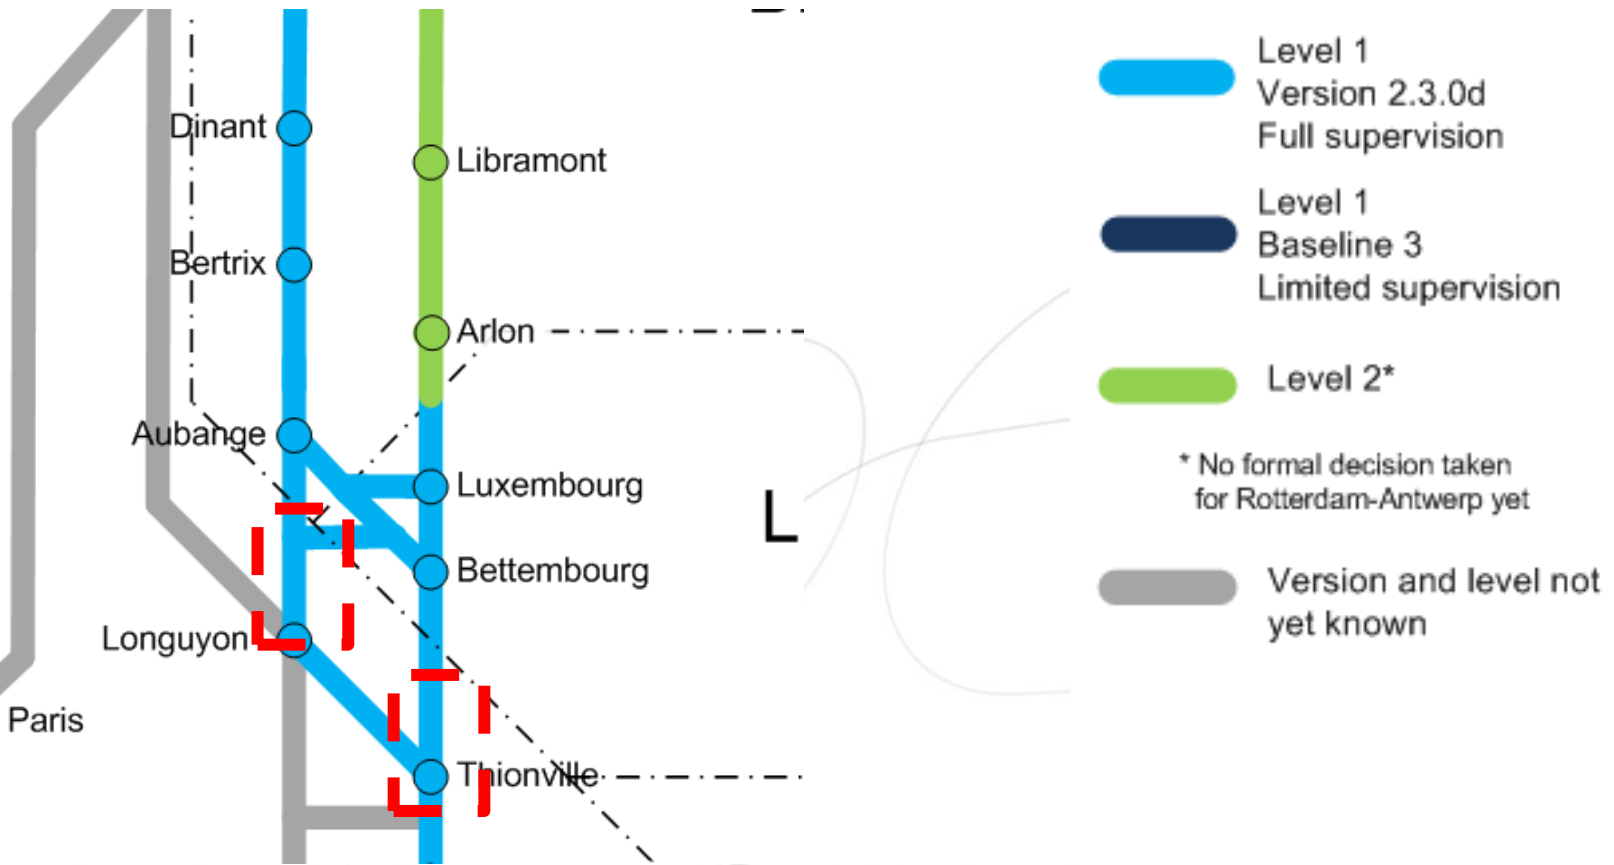 Dinant
Libramont
Bertrix
Arlon
Aubange
Luxembourg
Bettembourg
Longuyon
Paris
Thionville
L
Level 1
Version 2.3.0d
Full supervision
Level 1
Baseline 3
Limited supervision
Level 2*
* No formal decision taken
for Rotterdam-Antwerp yet
Version and level not
yet known